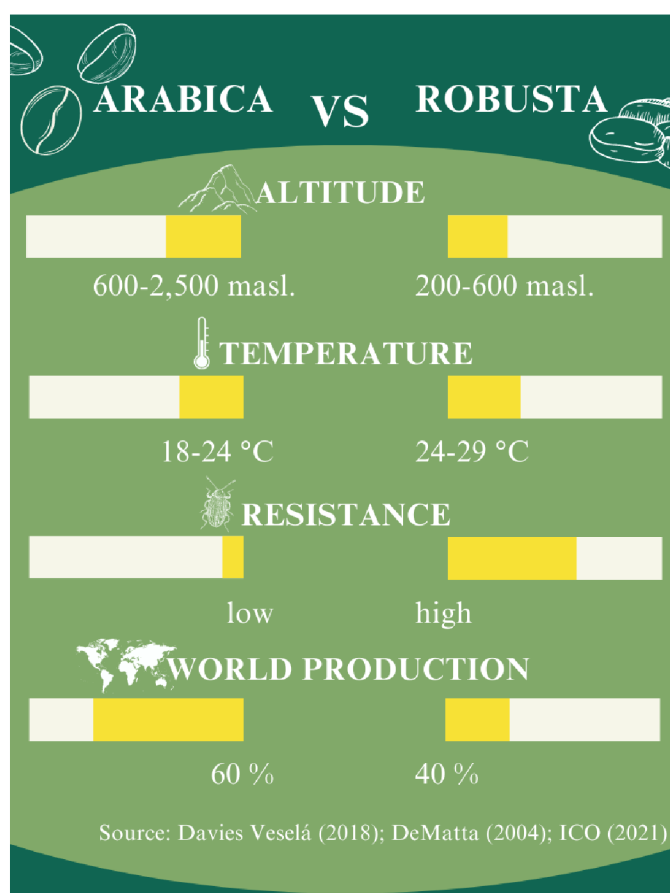 ARABICA VS ROBUSTA
ALTITUDE
600-2,500 masl. 200-600 masl.
TEMPERATURE
18-24 °C 24-29 °C
RESISTANCE
low high
WORLD PRODUCTION
60 % 40 %
Source: Davies Veselá (2018); DeMatta (2004); ICO (2021)